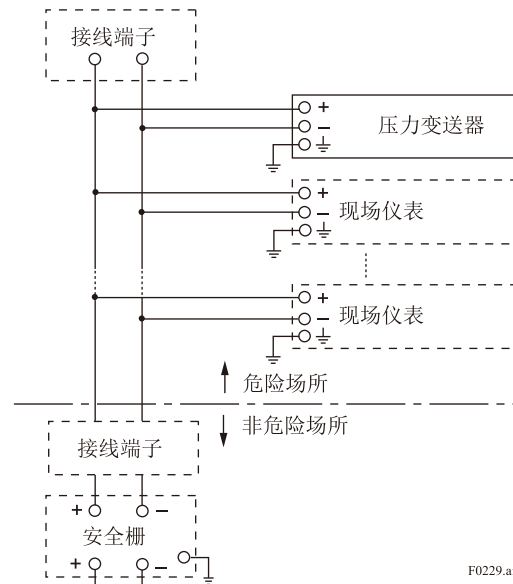 接线端子
+
压力变送器
−
+
现场仪表
−
+
现场仪表
−
危险场所
非危险场所
接线端子
+ −
安全栅
+ −
F0229.a